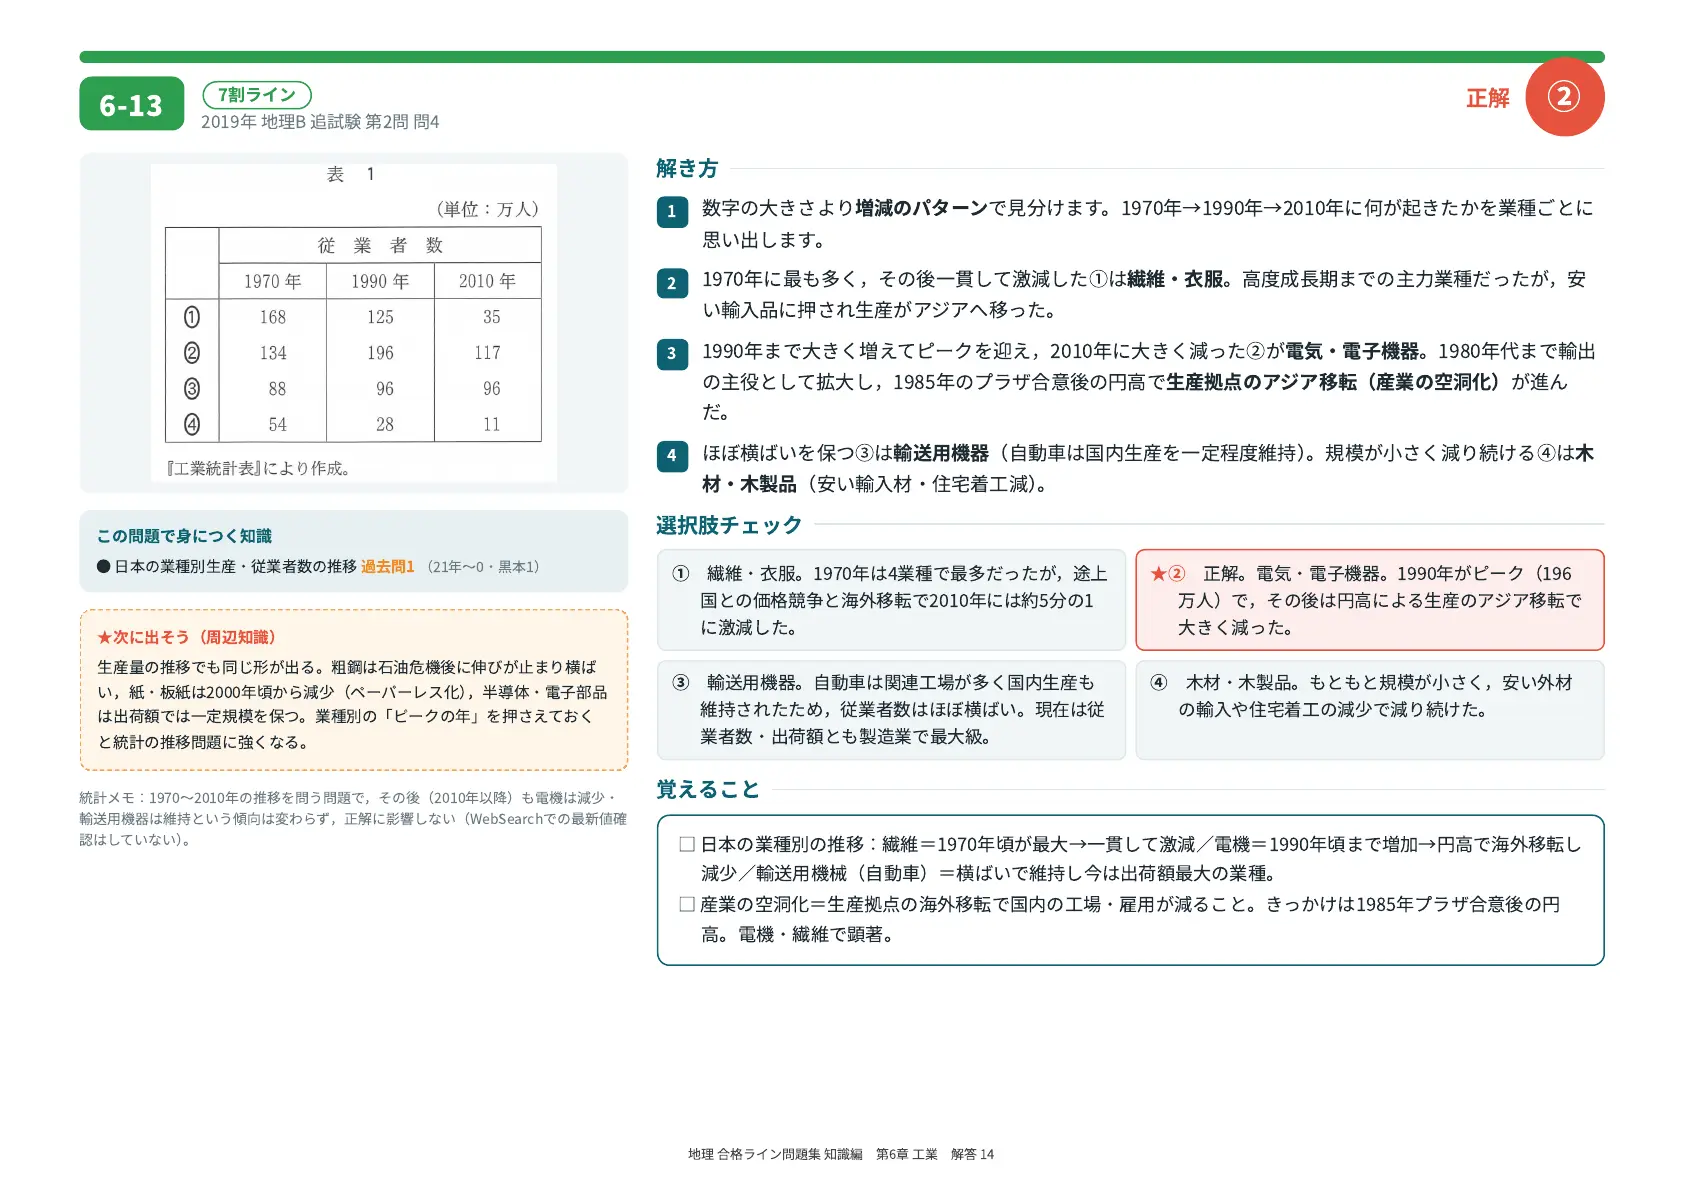 6-13
7割ライン
2019年 地理B 追試験 第2問 問4
正解 ②
表 1
（単位：万人）
従業者数
1970年 1990年 2010年
① 168 125 35
② 134 196 117
③ 88 96 96
④ 54 28 11
『工業統計表』により作成。
この問題で身につく知識
●日本の業種別生産・従業者数の推移 過去問1 （21年〜0・黒本1）
★次に出そう（周辺知識）
生産量の推移でも同じ形が出る。粗鋼は石油危機後に伸びが止まり横ば
い，紙・板紙は2000年頃から減少（ペーパーレス化），半導体・電子部品
は出荷額では一定規模を保つ。業種別の「ピークの年」を押さえておく
と統計の推移問題に強くなる。
統計メモ：1970〜2010年の推移を問う問題で，その後（2010年以降）も電機は減少・
輸送用機器は維持という傾向は変わらず，正解に影響しない（WebSearchでの最新値確
認はしていない）。
解き方
1 数字の大きさより増減のパターンで見分けます。1970年→1990年→2010年に何が起きたかを業種ごとに
思い出します。
2 1970年に最も多く，その後一貫して激減した①は繊維・衣服。高度成長期までの主力業種だったが，安
い輸入品に押され生産がアジアへ移った。
3 1990年まで大きく増えてピークを迎え，2010年に大きく減った②が電気・電子機器。1980年代まで輸出
の主役として拡大し，1985年のプラザ合意後の円高で生産拠点のアジア移転（産業の空洞化）が進ん
だ。
4 ほぼ横ばいを保つ③は輸送用機器（自動車は国内生産を一定程度維持）。規模が小さく減り続ける④は木
材・木製品（安い輸入材・住宅着工減）。
選択肢チェック
① 繊維・衣服。1970年は4業種で最多だったが，途上
国との価格競争と海外移転で2010年には約5分の1
に激減した。
★② 正解。電気・電子機器。1990年がピーク（196
万人）で，その後は円高による生産のアジア移転で
大きく減った。
③ 輸送用機器。自動車は関連工場が多く国内生産も
維持されたため，従業者数はほぼ横ばい。現在は従
業者数・出荷額とも製造業で最大級。
④ 木材・木製品。もともと規模が小さく，安い外材
の輸入や住宅着工の減少で減り続けた。
覚えること
□ 日本の業種別の推移：繊維＝1970年頃が最大→一貫して激減／電機＝1990年頃まで増加→円高で海外移転し
減少／輸送用機械（自動車）＝横ばいで維持し今は出荷額最大の業種。
□ 産業の空洞化＝生産拠点の海外移転で国内の工場・雇用が減ること。きっかけは1985年プラザ合意後の円
高。電機・繊維で顕著。
地理 合格ライン問題集 知識編 第6章 工業 解答 14